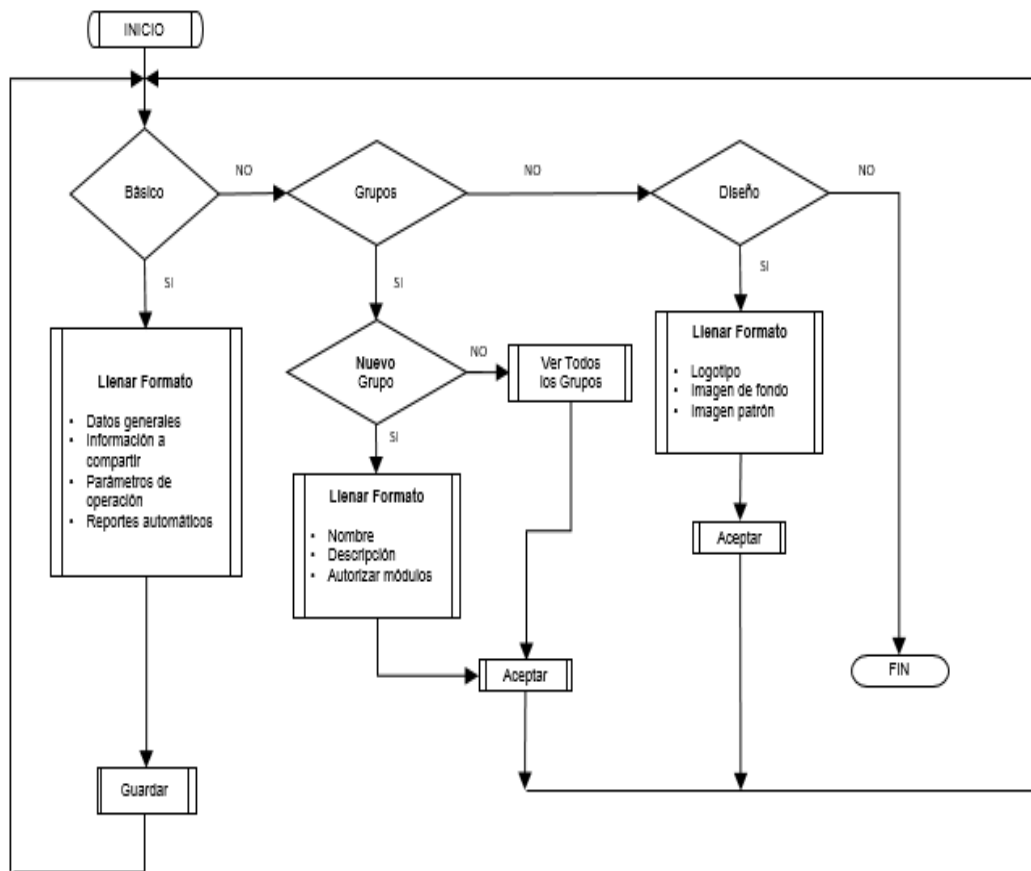 INICIO
Básico
NO
Grupos
NO
Diseño
NO
SI
SI
SI
Llenar Formato
▪ Datos generales
▪ Información a
compartir
▪ Parámetros de
operación
▪ Reportes automáticos
Nuevo
Grupo
NO
Ver Todos
los Grupos
Llenar Formato
▪ Logotipo
▪ Imagen de fondo
▪ Imagen patrón
SI
Llenar Formato
▪ Nombre
▪ Descripción
▪ Autorizar módulos
Aceptar
Aceptar
FIN
Guardar